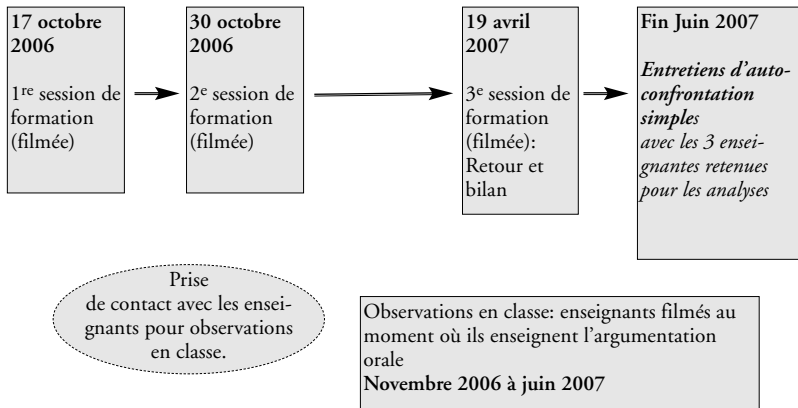 17 octobre
2006
1re session de
formation
(filmée)
30 octobre
2006
2e session de
formation
(filmée)
19 avril
2007
3e session de
formation
(filmée):
Retour et
bilan
Fin Juin 2007
Entretiens d'auto-
confrontation
simples
avec les 3 ensei-
gnantes retenues
pour les analyses
Prise
de contact avec les ensei-
gnants pour observations
en classe.
Observations en classe: enseignants filmés au
moment où ils enseignent l'argumentation
orale
Novembre 2006 à juin 2007